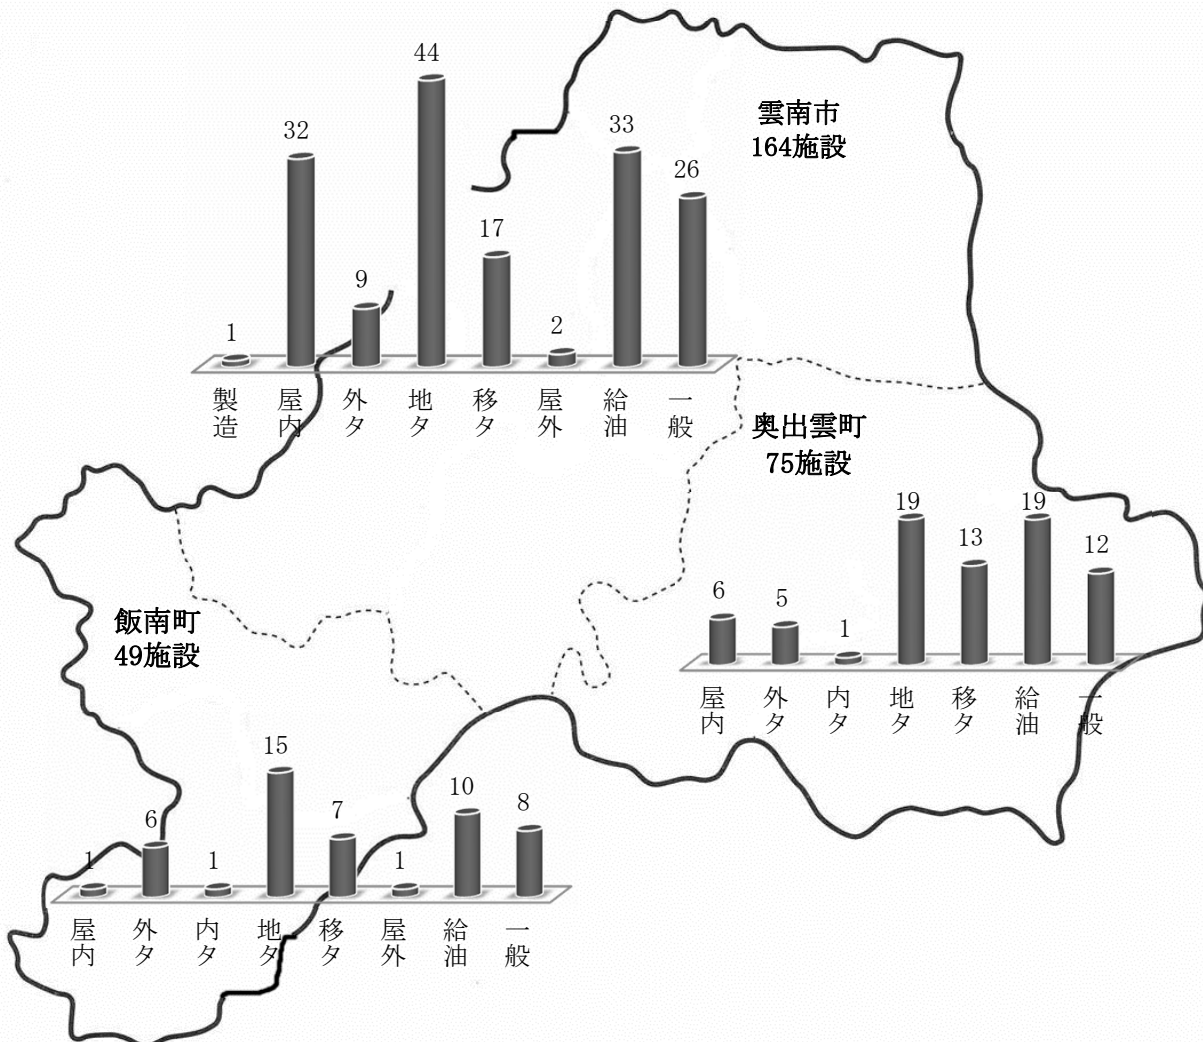 雲南市
164施設
1
32
9
44
17
2
33
26
製造
屋内
外タ
地タ
移タ
屋外
給油
一般
奥出雲町
75施設
6
5
1
19
13
19
12
屋内
外タ
内タ
地タ
移タ
給油
一般
飯南町
49施設
1
6
1
15
7
1
10
8
屋内
外タ
内タ
地タ
移タ
屋外
給油
一般